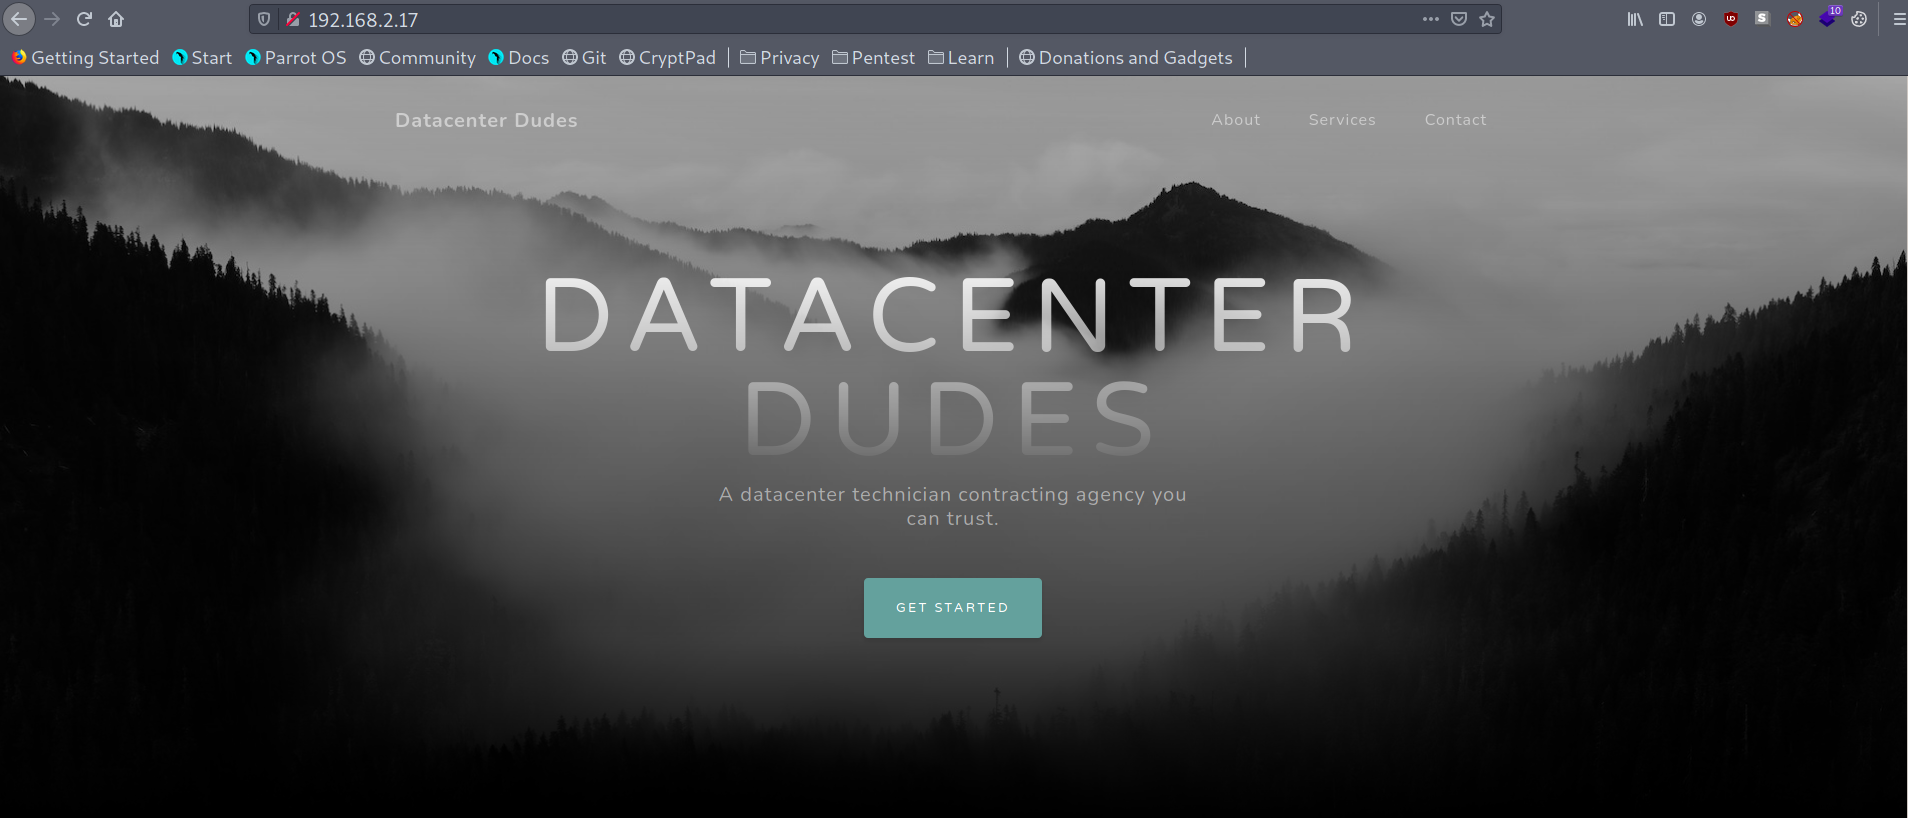 192.168.2.17
10
Getting Started Start Parrot OS Community Docs Git CryptPad Privacy Pentest Learn Donations and Gadgets
Datacenter Dudes About Services Contact
DATACENTER
DUDES
A datacenter technician contracting agency you
can trust.
GET STARTED